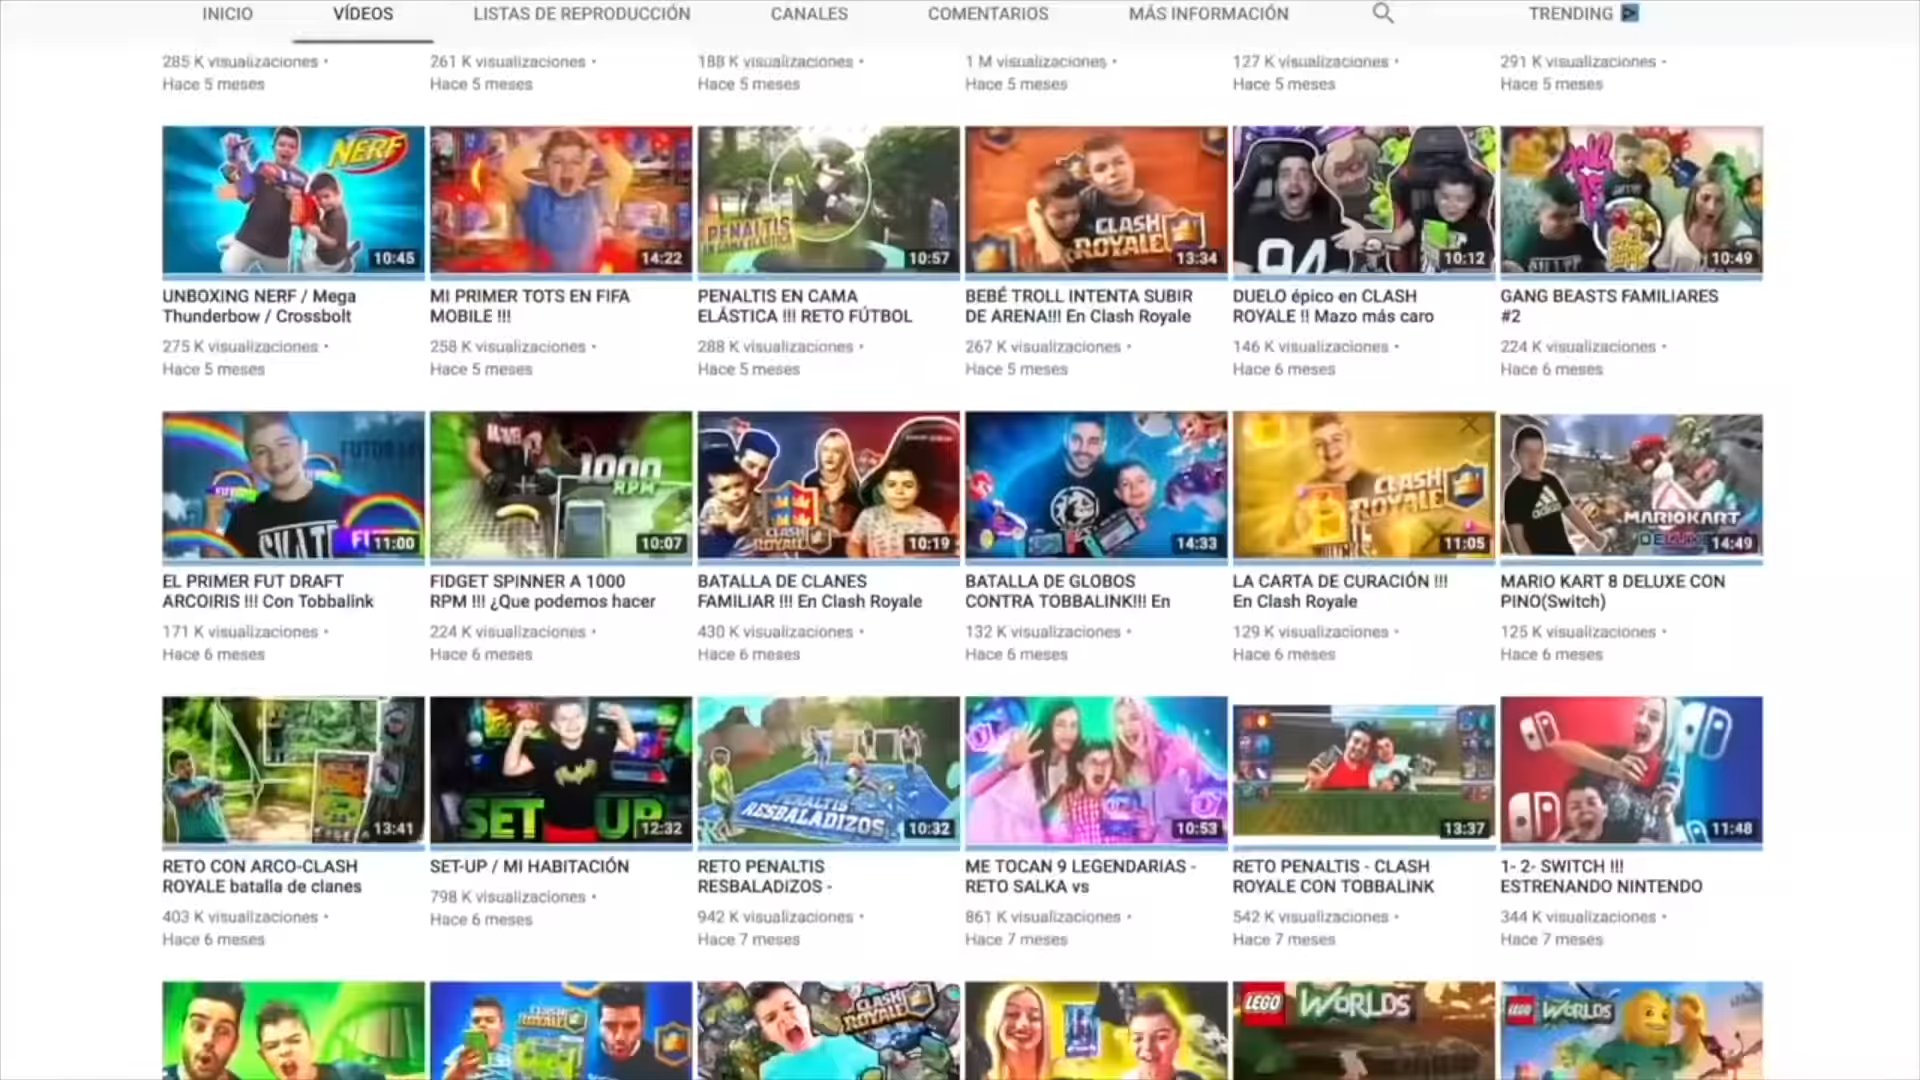 INICIO
VÍDEOS
LISTAS DE REPRODUCCIÓN
CANALES
COMENTARIOS
MÁS INFORMACIÓN
TRENDING
285 K visualizaciones •
261 K visualizaciones •
188 K visualizaciones •
1 M visualizaciones •
127 K visualizaciones •
291 K visualizaciones •
Hace 5 meses
Hace 5 meses
Hace 5 meses
Hace 5 meses
Hace 5 meses
Hace 5 meses
NERF
10:45
UNBOXING NERF / Mega
Thunderbow / Crossbolt
275 K visualizaciones •
Hace 5 meses
14:22
MI PRIMER TOTS EN FIFA
MOBILE !!!
258 K visualizaciones •
Hace 5 meses
PENALTIS
EN CAMA ELÁSTICA
10:57
PENALTIS EN CAMA
ELÁSTICA !!! RETO FÚTBOL
288 K visualizaciones •
Hace 5 meses
CLASH
ROYALE
13:34
BEBÉ TROLL INTENTA SUBIR
DE ARENA!!! En Clash Royale
267 K visualizaciones •
Hace 5 meses
94
10:12
DUELO épico en CLASH
ROYALE !! Mazo más caro
146 K visualizaciones •
Hace 6 meses
10:49
GANG BEASTS FAMILIARES
#2
224 K visualizaciones •
Hace 6 meses
SKATE
11:00
EL PRIMER FUT DRAFT
ARCOIRIS !!! Con Tobbalink
171 K visualizaciones •
Hace 6 meses
1000
RPM
10:07
FIDGET SPINNER A 1000
RPM !!! ¿Que podemos hacer
224 K visualizaciones •
Hace 6 meses
CLASH
ROYALE
10:19
BATALLA DE CLANES
FAMILIAR !!! En Clash Royale
430 K visualizaciones •
Hace 6 meses
14:33
BATALLA DE GLOBOS
CONTRA TOBBALINK!!! En
132 K visualizaciones •
Hace 6 meses
CLASH
ROYALE
11:05
LA CARTA DE CURACIÓN !!!
En Clash Royale
129 K visualizaciones •
Hace 6 meses
adidas
MARIOKART
DELUXE
14:49
MARIO KART 8 DELUXE CON
PINO(Switch)
125 K visualizaciones •
Hace 6 meses
13:41
RETO CON ARCO-CLASH
ROYALE batalla de clanes
403 K visualizaciones •
Hace 6 meses
SET UP
12:32
SET-UP / MI HABITACIÓN
798 K visualizaciones •
Hace 6 meses
PENALTIS
RESBALADIZOS
10:32
RETO PENALTIS
RESBALADIZOS -
942 K visualizaciones •
Hace 7 meses
10:53
ME TOCAN 9 LEGENDARIAS -
RETO SALKA vs
861 K visualizaciones •
Hace 7 meses
13:37
RETO PENALTIS - CLASH
ROYALE CON TOBBALINK
542 K visualizaciones •
Hace 7 meses
11:48
1- 2- SWITCH !!!
ESTRENANDO NINTENDO
344 K visualizaciones •
Hace 7 meses
CLASH
ROYALE
CLASH
ROYALE
LEGO WORLDS
LEGO WORLDS